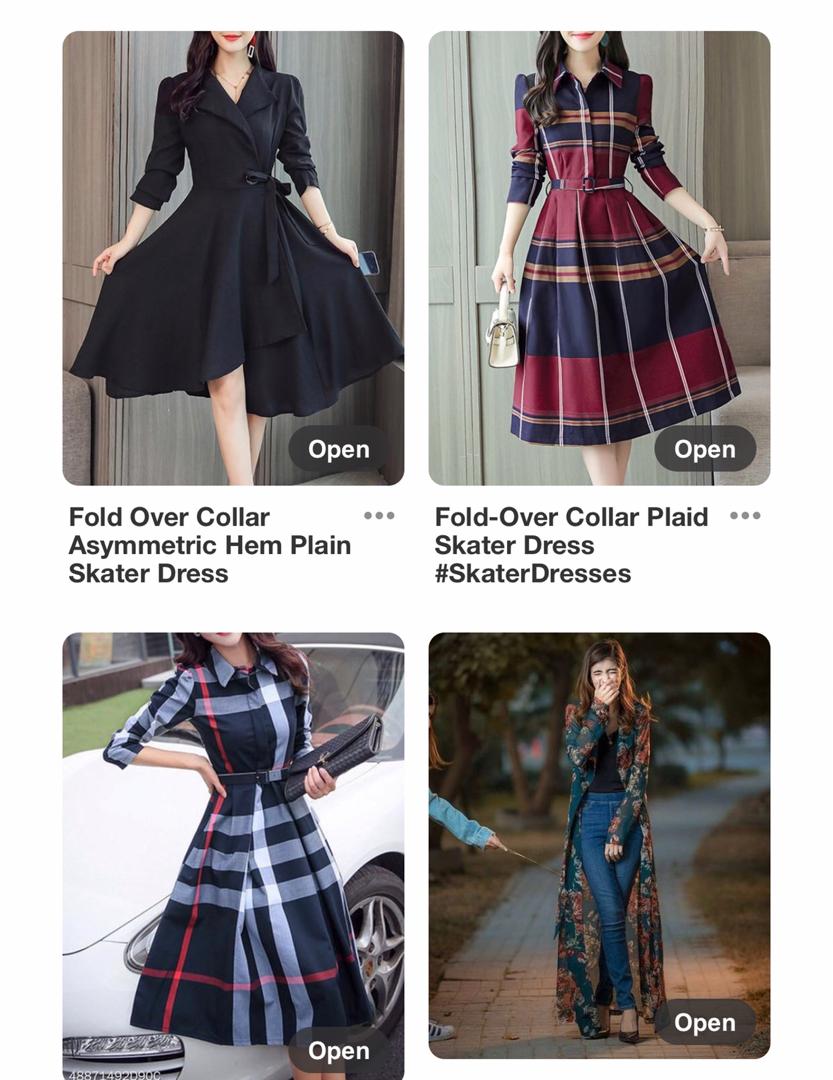 Open
Open
Fold Over Collar
Asymmetric Hem Plain
Skater Dress
Fold-Over Collar Plaid
Skater Dress
#SkaterDresses
Open
Open